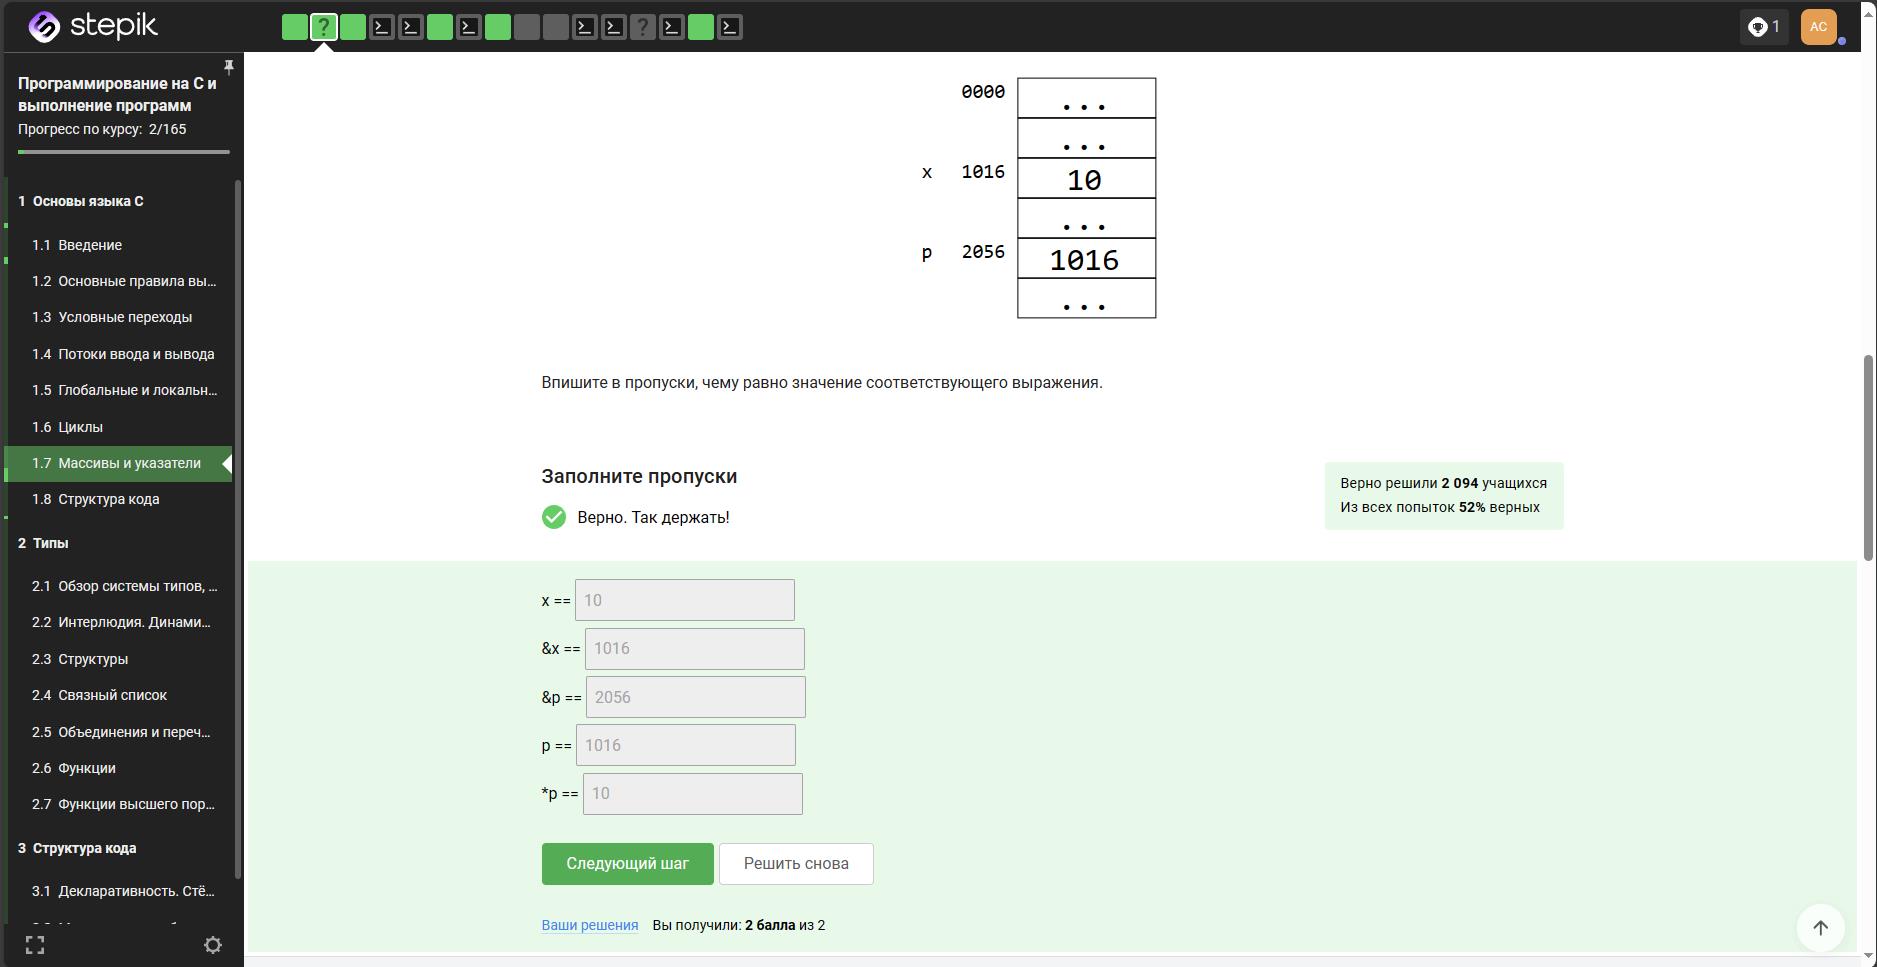 stepik
?
?
1
AC
Программирование на C и
выполнение программ
Прогресс по курсу: 2/165
1 Основы языка C
1.1 Введение
1.2 Основные правила вы...
1.3 Условные переходы
1.4 Потоки ввода и вывода
1.5 Глобальные и локальн...
1.6 Циклы
1.7 Массивы и указатели
1.8 Структура кода
2 Типы
2.1 Обзор системы типов, ...
2.2 Интерлюдия. Динами...
2.3 Структуры
2.4 Связный список
2.5 Объединения и переч...
2.6 Функции
2.7 Функции высшего пор...
3 Структура кода
3.1 Декларативность. Стё...
0000 ...
...
x 1016 10
...
p 2056 1016
...
Впишите в пропуски, чему равно значение соответствующего выражения.
Заполните пропуски
Верно. Так держать!
Верно решили 2 094 учащихся
Из всех попыток 52% верных
x == 10
&x == 1016
&p == 2056
p == 1016
*p == 10
Следующий шаг Решить снова
Ваши решения Вы получили: 2 балла из 2